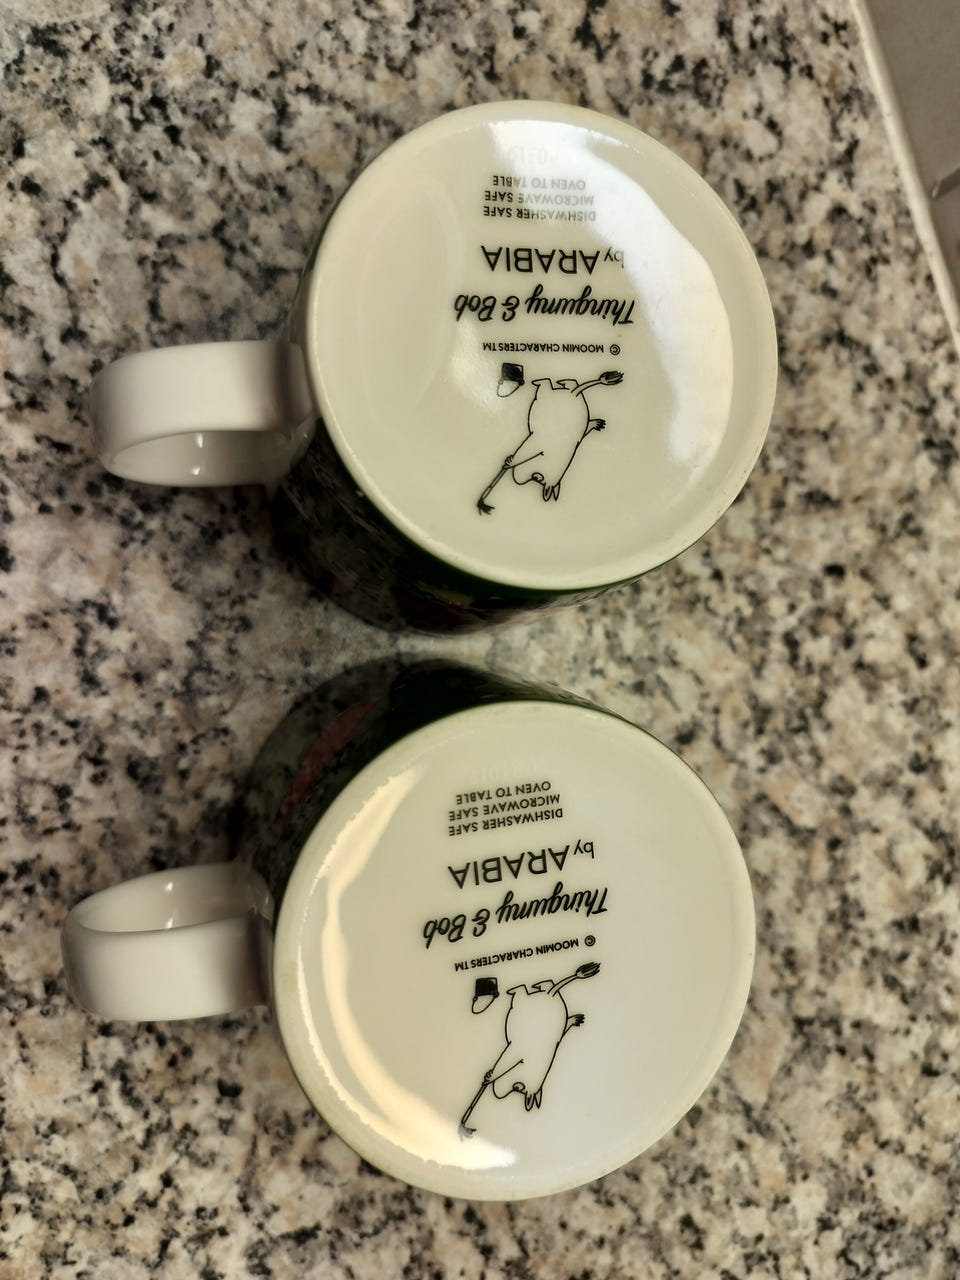 © MOOMIN CHARACTERS TM
Thingumy & Bob
by ARABIA
DISHWASHER SAFE
MICROWAVE SAFE
OVEN TO TABLE
© MOOMIN CHARACTERS TM
Thingumy & Bob
by ARABIA
DISHWASHER SAFE
MICROWAVE SAFE
OVEN TO TABLE